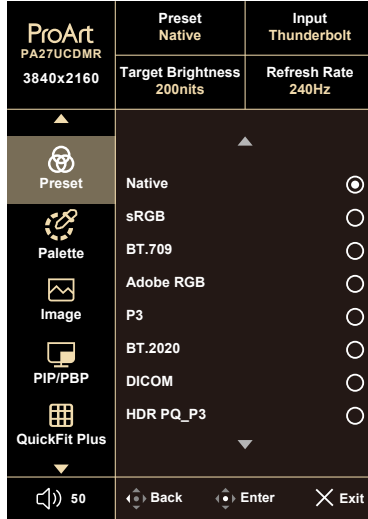 ProArt
PA27UCDMR
3840x2160
Preset
Native
Input
Thunderbolt
Target Brightness
200nits
Refresh Rate
240Hz
Preset
Palette
Image
PIP/PBP
QuickFit Plus
Native
sRGB
BT.709
Adobe RGB
P3
BT.2020
DICOM
HDR PQ_P3
50
Back
Enter
Exit